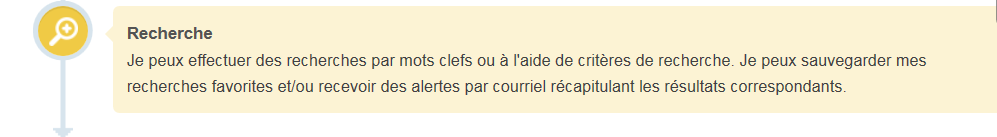 Recherche
Je peux effectuer des recherches par mots clefs ou à l'aide de critères de recherche. Je peux sauvegarder mes
recherches favorites et/ou recevoir des alertes par courriel récapitulant les résultats correspondants.